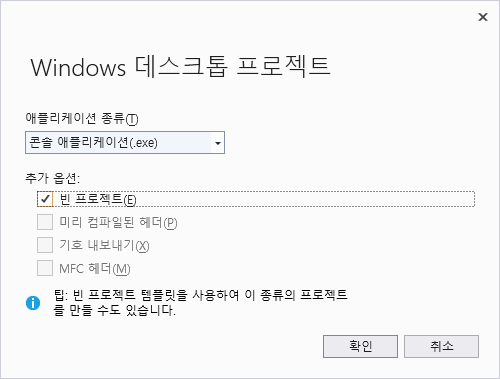 Windows 데스크톱 프로젝트
애플리케이션 종류(T)
콘솔 애플리케이션(.exe)
추가 옵션:
빈 프로젝트(E)
미리 컴파일된 헤더(P)
기호 내보내기(X)
MFC 헤더(M)
팁: 빈 프로젝트 템플릿을 사용하여 이 종류의 프로젝트
를 만들 수도 있습니다.
확인 취소